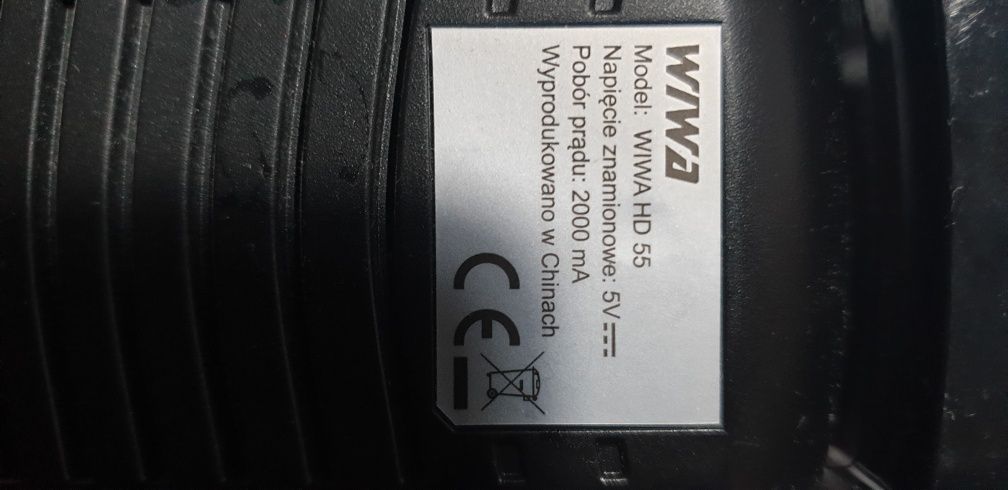 WIWA
Model: WIWA HD 55
Napięcie znamionowe: 5V
Pobór prądu: 2000 mA
Wyprodukowano w Chinach
CE